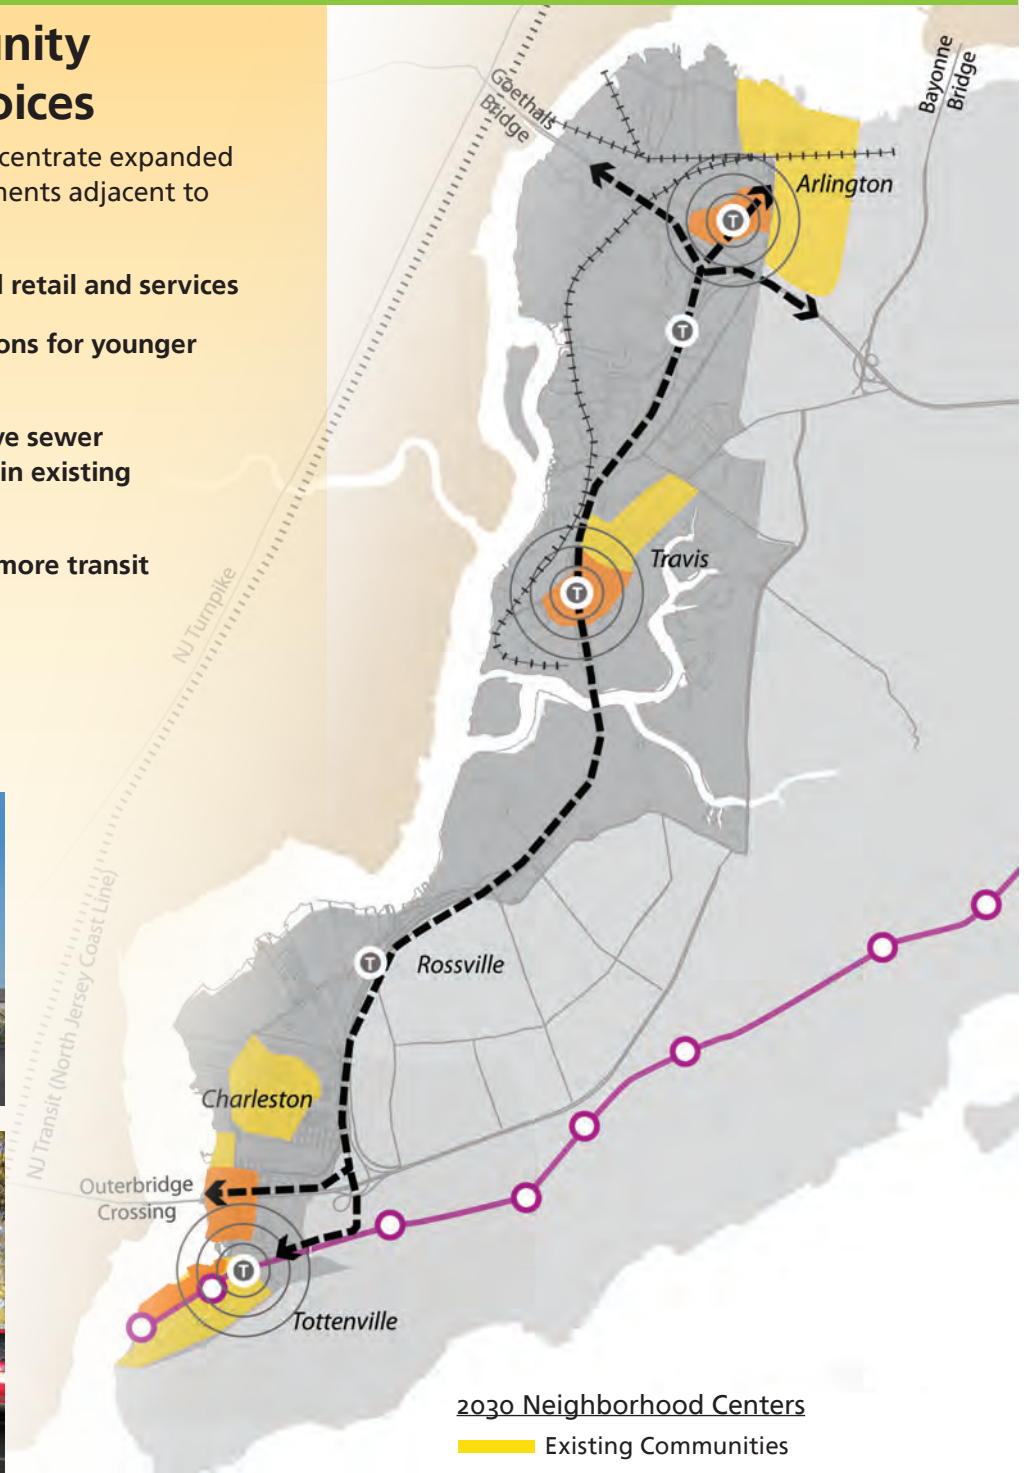 unity
oices
centrate expanded
ments adjacent to
l retail and services
ons for younger
ve sewer
in existing
more transit
Goethals
Bridge
Bayonne
Bridge
Arlington
T
T
Travis
T
NJ Turnpike
NJ Transit (North Jersey Coast Line)
Rossville
T
Charleston
Outerbridge
Crossing
T
Tottenville
2030 Neighborhood Centers
Existing Communities